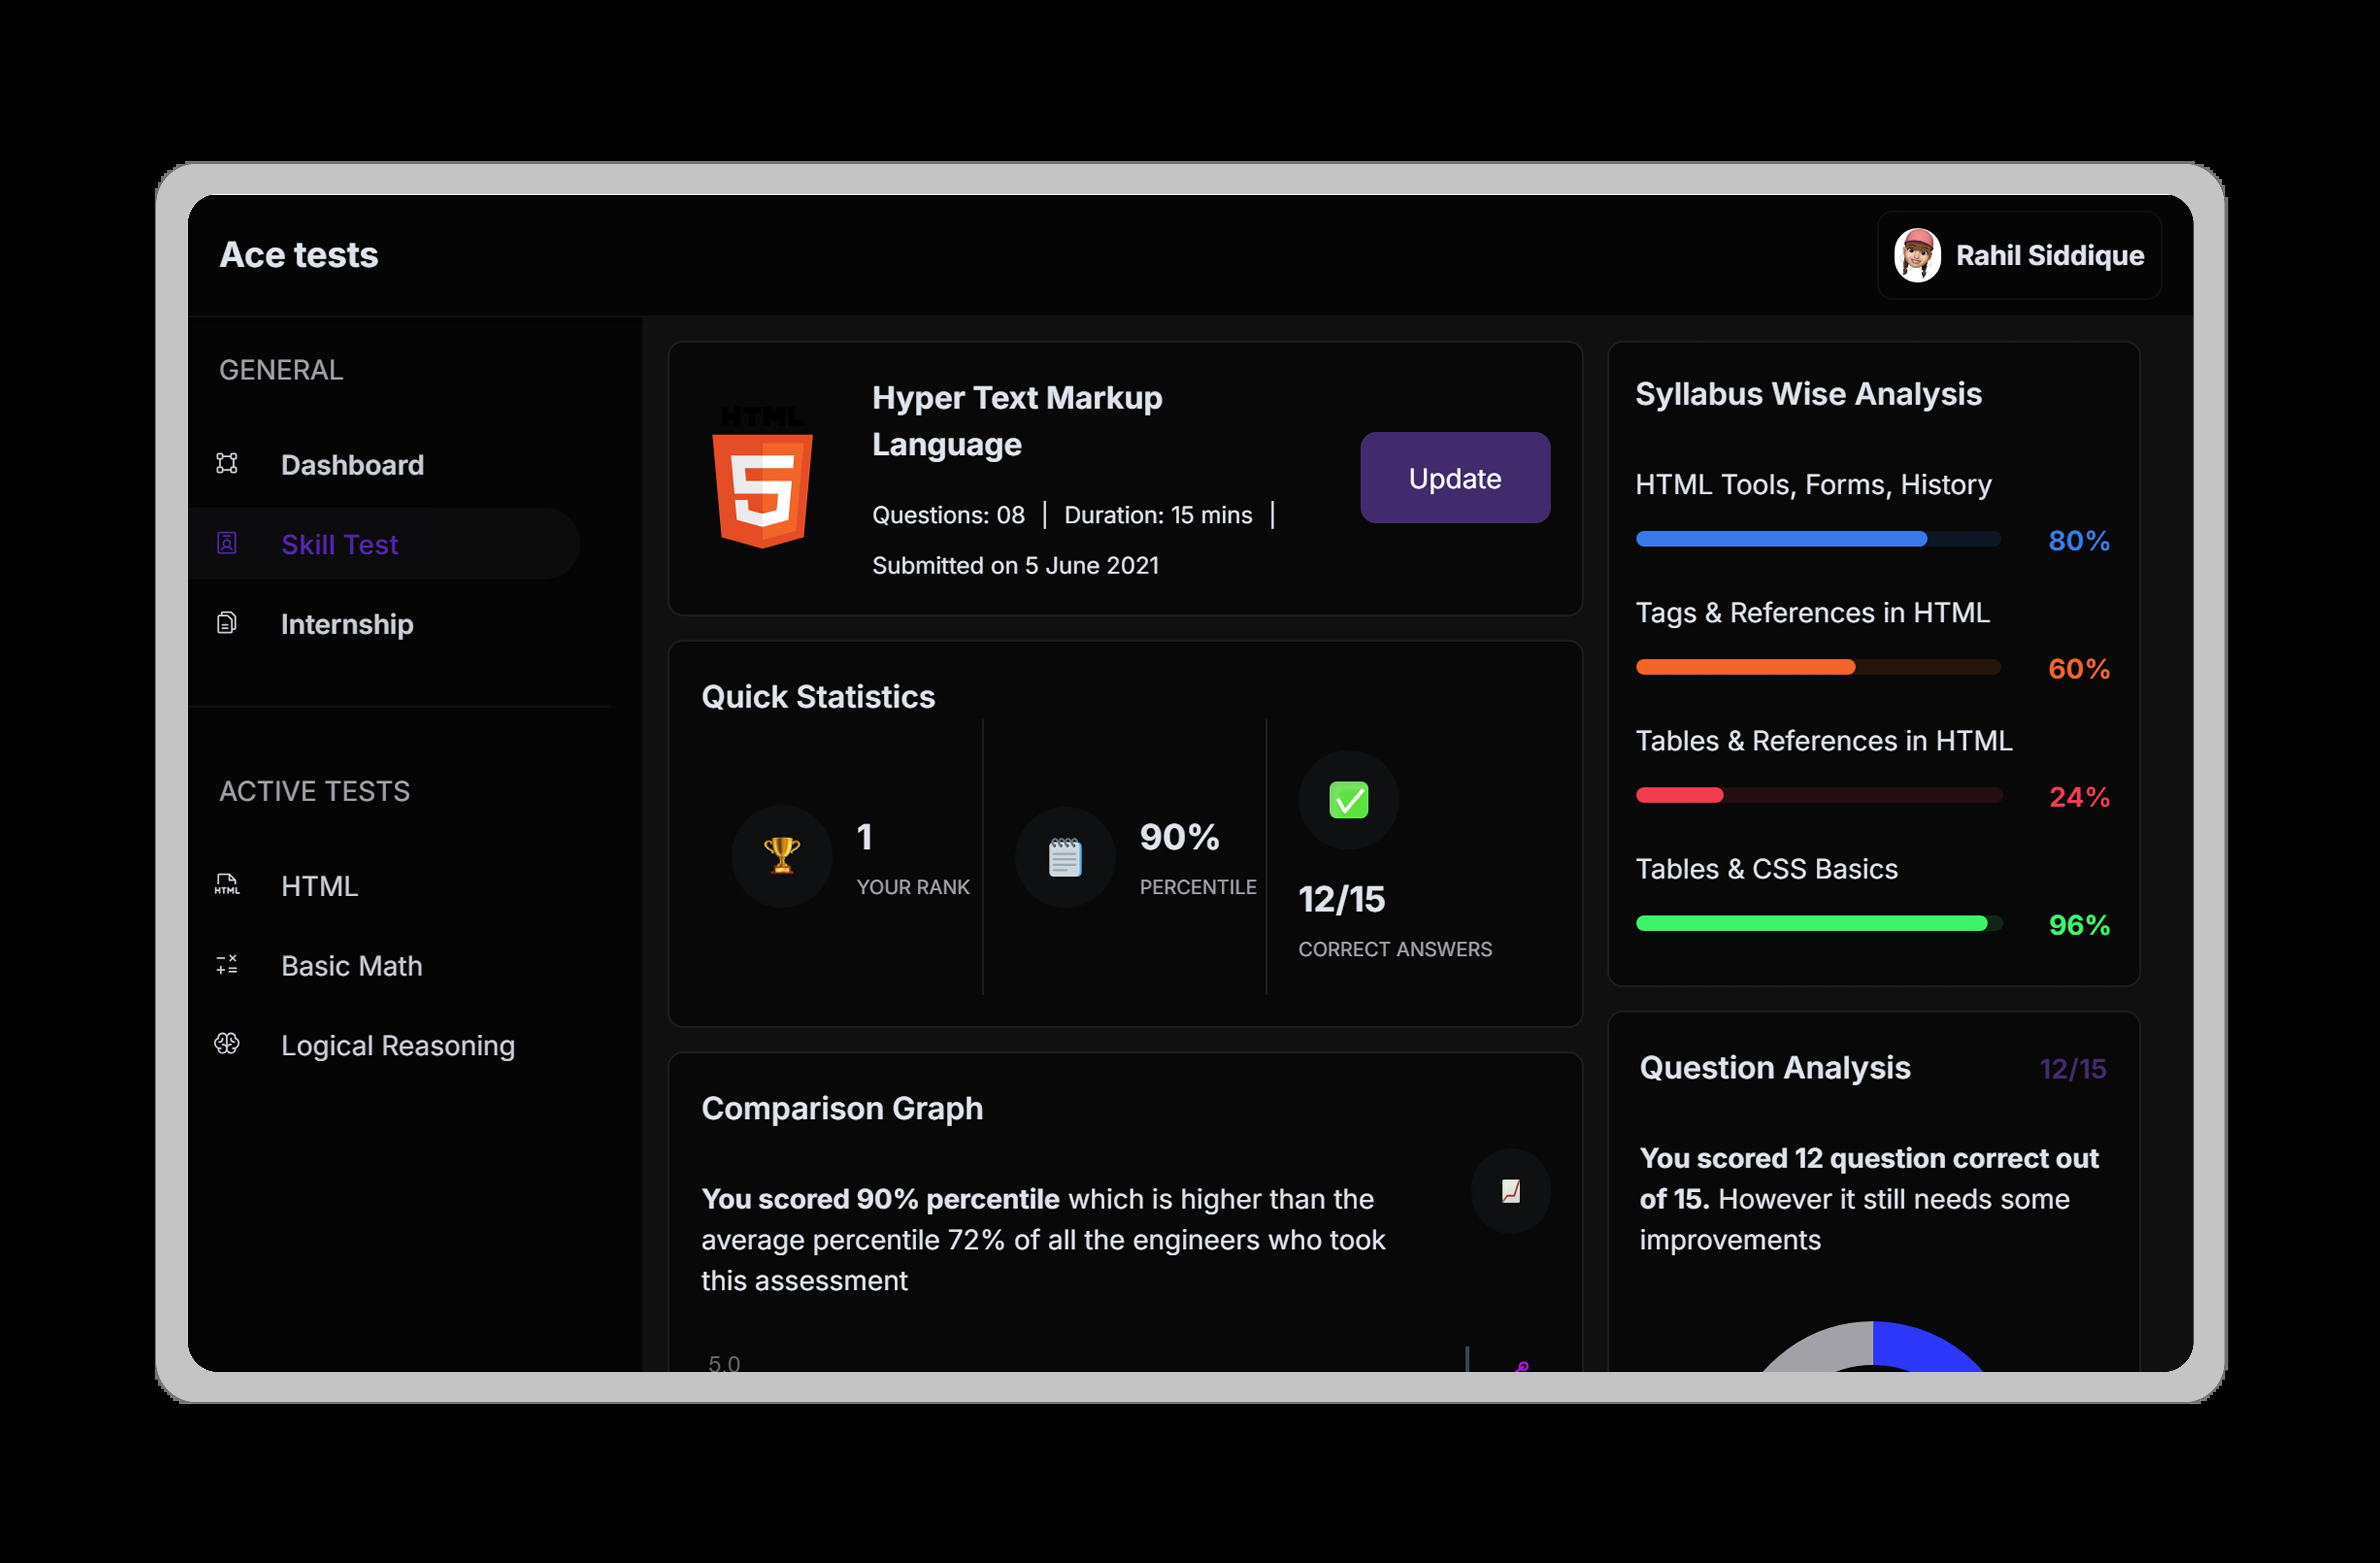 Ace tests
Rahil Siddique
GENERAL
Dashboard
Skill Test
Internship
ACTIVE TESTS
HTML
HTML
Basic Math
Logical Reasoning
HTML
5
Hyper Text Markup
Language
Questions: 08 | Duration: 15 mins |
Submitted on 5 June 2021
Update
Quick Statistics
1
YOUR RANK
90%
PERCENTILE
12/15
CORRECT ANSWERS
Comparison Graph
You scored 90% percentile which is higher than the
average percentile 72% of all the engineers who took
this assessment
5.0
Syllabus Wise Analysis
HTML Tools, Forms, History
80%
Tags & References in HTML
60%
Tables & References in HTML
24%
Tables & CSS Basics
96%
Question Analysis
12/15
You scored 12 question correct out
of 15. However it still needs some
improvements